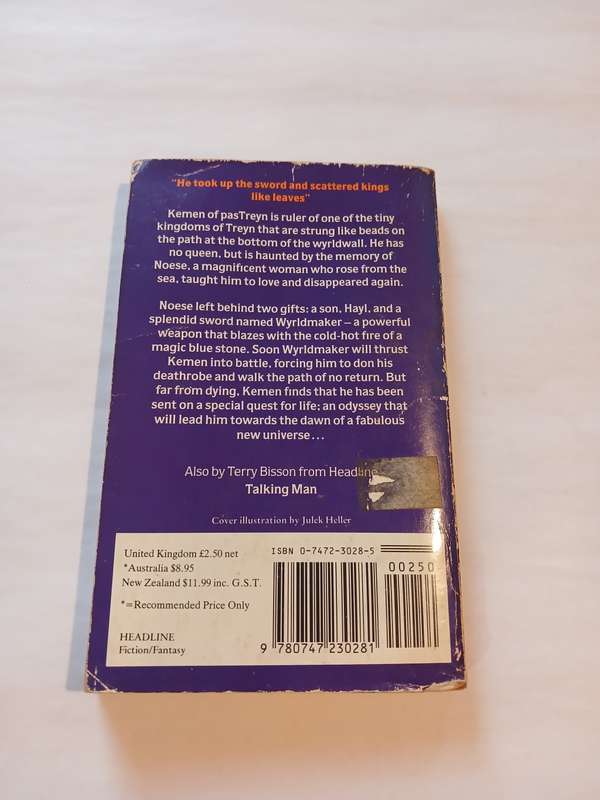 "He took up the sword and scattered kings
like leaves"
Kemen of pasTreyn is ruler of one of the tiny
kingdoms of Treyn that are strung like beads on
the path at the bottom of the wyrldwall. He has
no queen, but is haunted by the memory of
Noese, a magnificent woman who rose from the
sea, taught him to love and disappeared again.
Noese left behind two gifts: a son, Hayl, and a
splendid sword named Wyrldmaker – a powerful
weapon that blazes with the cold-hot fire of a
magic blue stone. Soon Wyrldmaker will thrust
Kemen into battle, forcing him to don his
deathrobe and walk the path of no return. But
far from dying, Kemen finds that he has been
sent on a special quest for life; an odyssey that
will lead him towards the dawn of a fabulous
new universe...
Also by Terry Bisson from Headline
Talking Man
Cover illustration by Julek Heller
United Kingdom £2.50 net
*Australia $8.95
New Zealand $11.99 inc. G.S.T.
*=Recommended Price Only
HEADLINE
Fiction/Fantasy
ISBN 0-7472-3028-5
00250
9 780747 230281